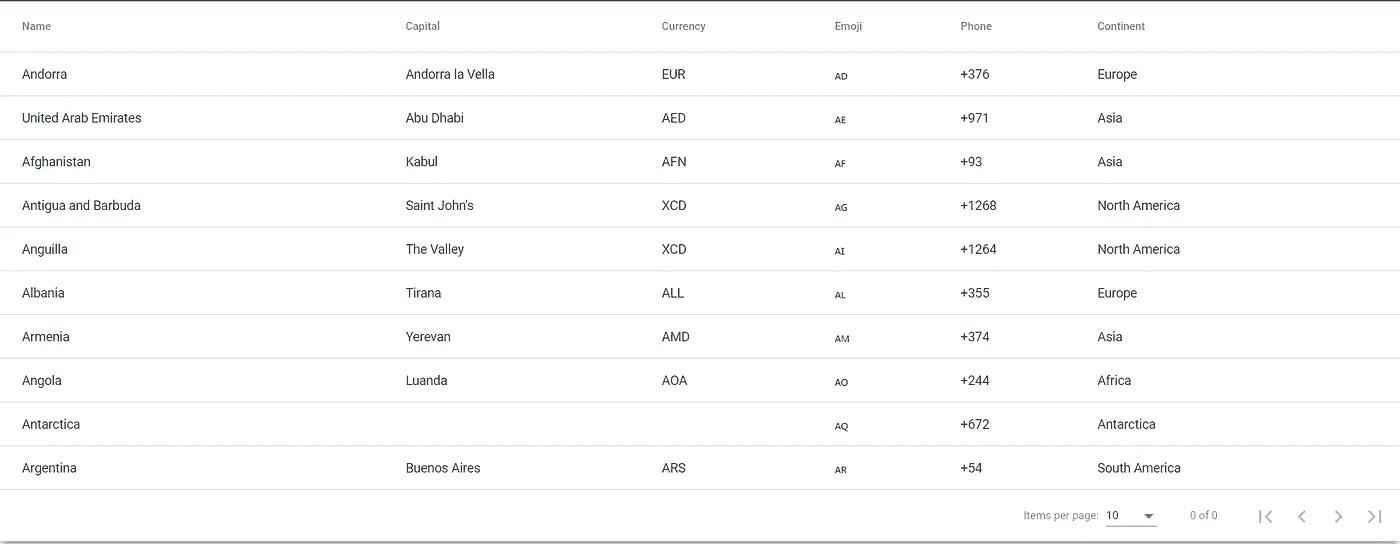 Name Capital Currency Emoji Phone Continent
Andorra Andorra la Vella EUR AD +376 Europe
United Arab Emirates Abu Dhabi AED AE +971 Asia
Afghanistan Kabul AFN AF +93 Asia
Antigua and Barbuda Saint John's XCD AG +1268 North America
Anguilla The Valley XCD AI +1264 North America
Albania Tirana ALL AL +355 Europe
Armenia Yerevan AMD AM +374 Asia
Angola Luanda AOA AO +244 Africa
Antarctica AQ +672 Antarctica
Argentina Buenos Aires ARS AR +54 South America
Items per page: 10 0 of 0